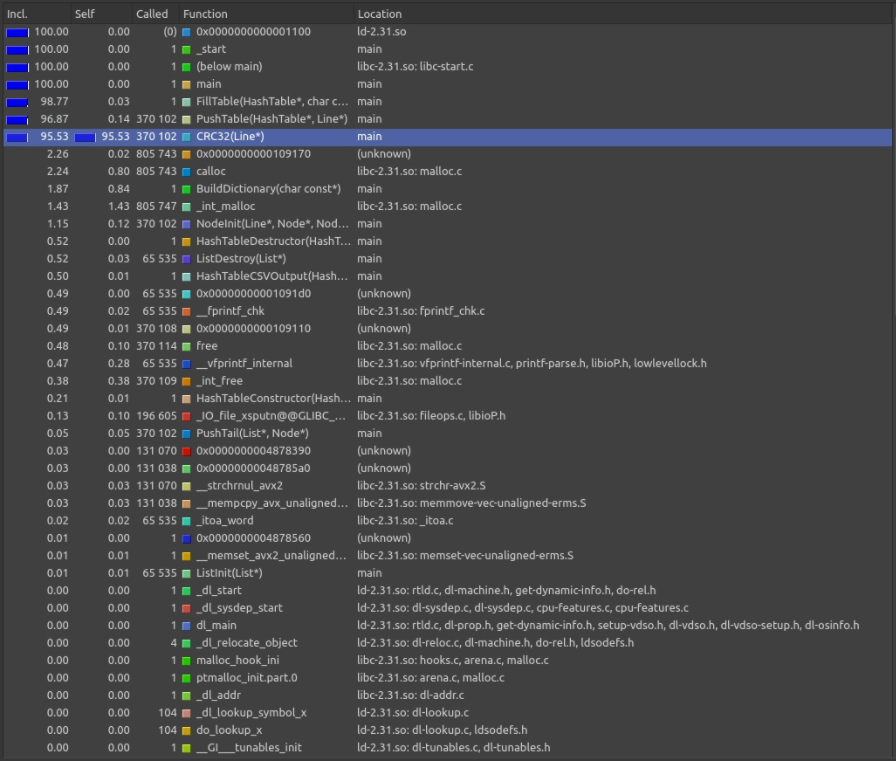 Incl. Self Called Function Location
100.00 0.00 (0) 0x0000000000001100 ld-2.31.so
100.00 0.00 1 _start main
100.00 0.00 1 (below main) libc-2.31.so: libc-start.c
100.00 0.00 1 main main
98.77 0.03 1 FillTable(HashTable*, char c... main
96.87 0.14 370 102 PushTable(HashTable*, Line*) main
95.53 95.53 370 102 CRC32(Line*) main
2.26 0.02 805 743 0x0000000000109170 (unknown)
2.24 0.80 805 743 calloc libc-2.31.so: malloc.c
1.87 0.84 1 BuildDictionary(char const*) main
1.43 1.43 805 747 _int_malloc libc-2.31.so: malloc.c
1.15 0.12 370 102 NodeInit(Line*, Node*, Nod... main
0.52 0.00 1 HashTableDestructor(HashT... main
0.52 0.03 65 535 ListDestroy(List*) main
0.50 0.01 1 HashTableCSVOutput(Hash... main
0.49 0.00 65 535 0x00000000001091d0 (unknown)
0.49 0.02 65 535 __fprintf_chk libc-2.31.so: fprintf_chk.c
0.49 0.01 370 108 0x0000000000109110 (unknown)
0.48 0.10 370 114 free libc-2.31.so: malloc.c
0.47 0.28 65 535 __vfprintf_internal libc-2.31.so: vfprintf-internal.c, printf-parse.h, libioP.h, lowlevellock.h
0.38 0.38 370 109 _int_free libc-2.31.so: malloc.c
0.21 0.01 1 HashTableConstructor(Hash... main
0.13 0.10 196 605 _IO_file_xsputn@@GLIBC_... libc-2.31.so: fileops.c, libioP.h
0.05 0.05 370 102 PushTail(List*, Node*) main
0.03 0.00 131 070 0x0000000004878390 (unknown)
0.03 0.00 131 038 0x00000000048785a0 (unknown)
0.03 0.03 131 070 __strchrnul_avx2 libc-2.31.so: strchr-avx2.S
0.03 0.03 131 038 __mempcpy_avx_unaligned... libc-2.31.so: memmove-vec-unaligned-erms.S
0.02 0.02 65 535 _itoa_word libc-2.31.so: _itoa.c
0.01 0.00 1 0x0000000004878560 (unknown)
0.01 0.01 1 __memset_avx2_unaligned... libc-2.31.so: memset-vec-unaligned-erms.S
0.01 0.01 65 535 ListInit(List*) main
0.00 0.00 1 _dl_start ld-2.31.so: rtld.c, dl-machine.h, get-dynamic-info.h, do-rel.h
0.00 0.00 1 _dl_sysdep_start ld-2.31.so: dl-sysdep.c, dl-sysdep.c, cpu-features.c, cpu-features.c
0.00 0.00 1 dl_main ld-2.31.so: rtld.c, dl-prop.h, get-dynamic-info.h, setup-vdso.h, dl-vdso.h, dl-vdso-setup.h, dl-osinfo.h
0.00 0.00 4 _dl_relocate_object ld-2.31.so: dl-reloc.c, dl-machine.h, do-rel.h, ldsodefs.h
0.00 0.00 1 malloc_hook_ini libc-2.31.so: hooks.c, arena.c, malloc.c
0.00 0.00 1 ptmalloc_init.part.0 libc-2.31.so: arena.c, malloc.c
0.00 0.00 1 _dl_addr libc-2.31.so: dl-addr.c
0.00 0.00 104 _dl_lookup_symbol_x ld-2.31.so: dl-lookup.c
0.00 0.00 104 do_lookup_x ld-2.31.so: dl-lookup.c, ldsodefs.h
0.00 0.00 1 __GI___tunables_init ld-2.31.so: dl-tunables.c, dl-tunables.h